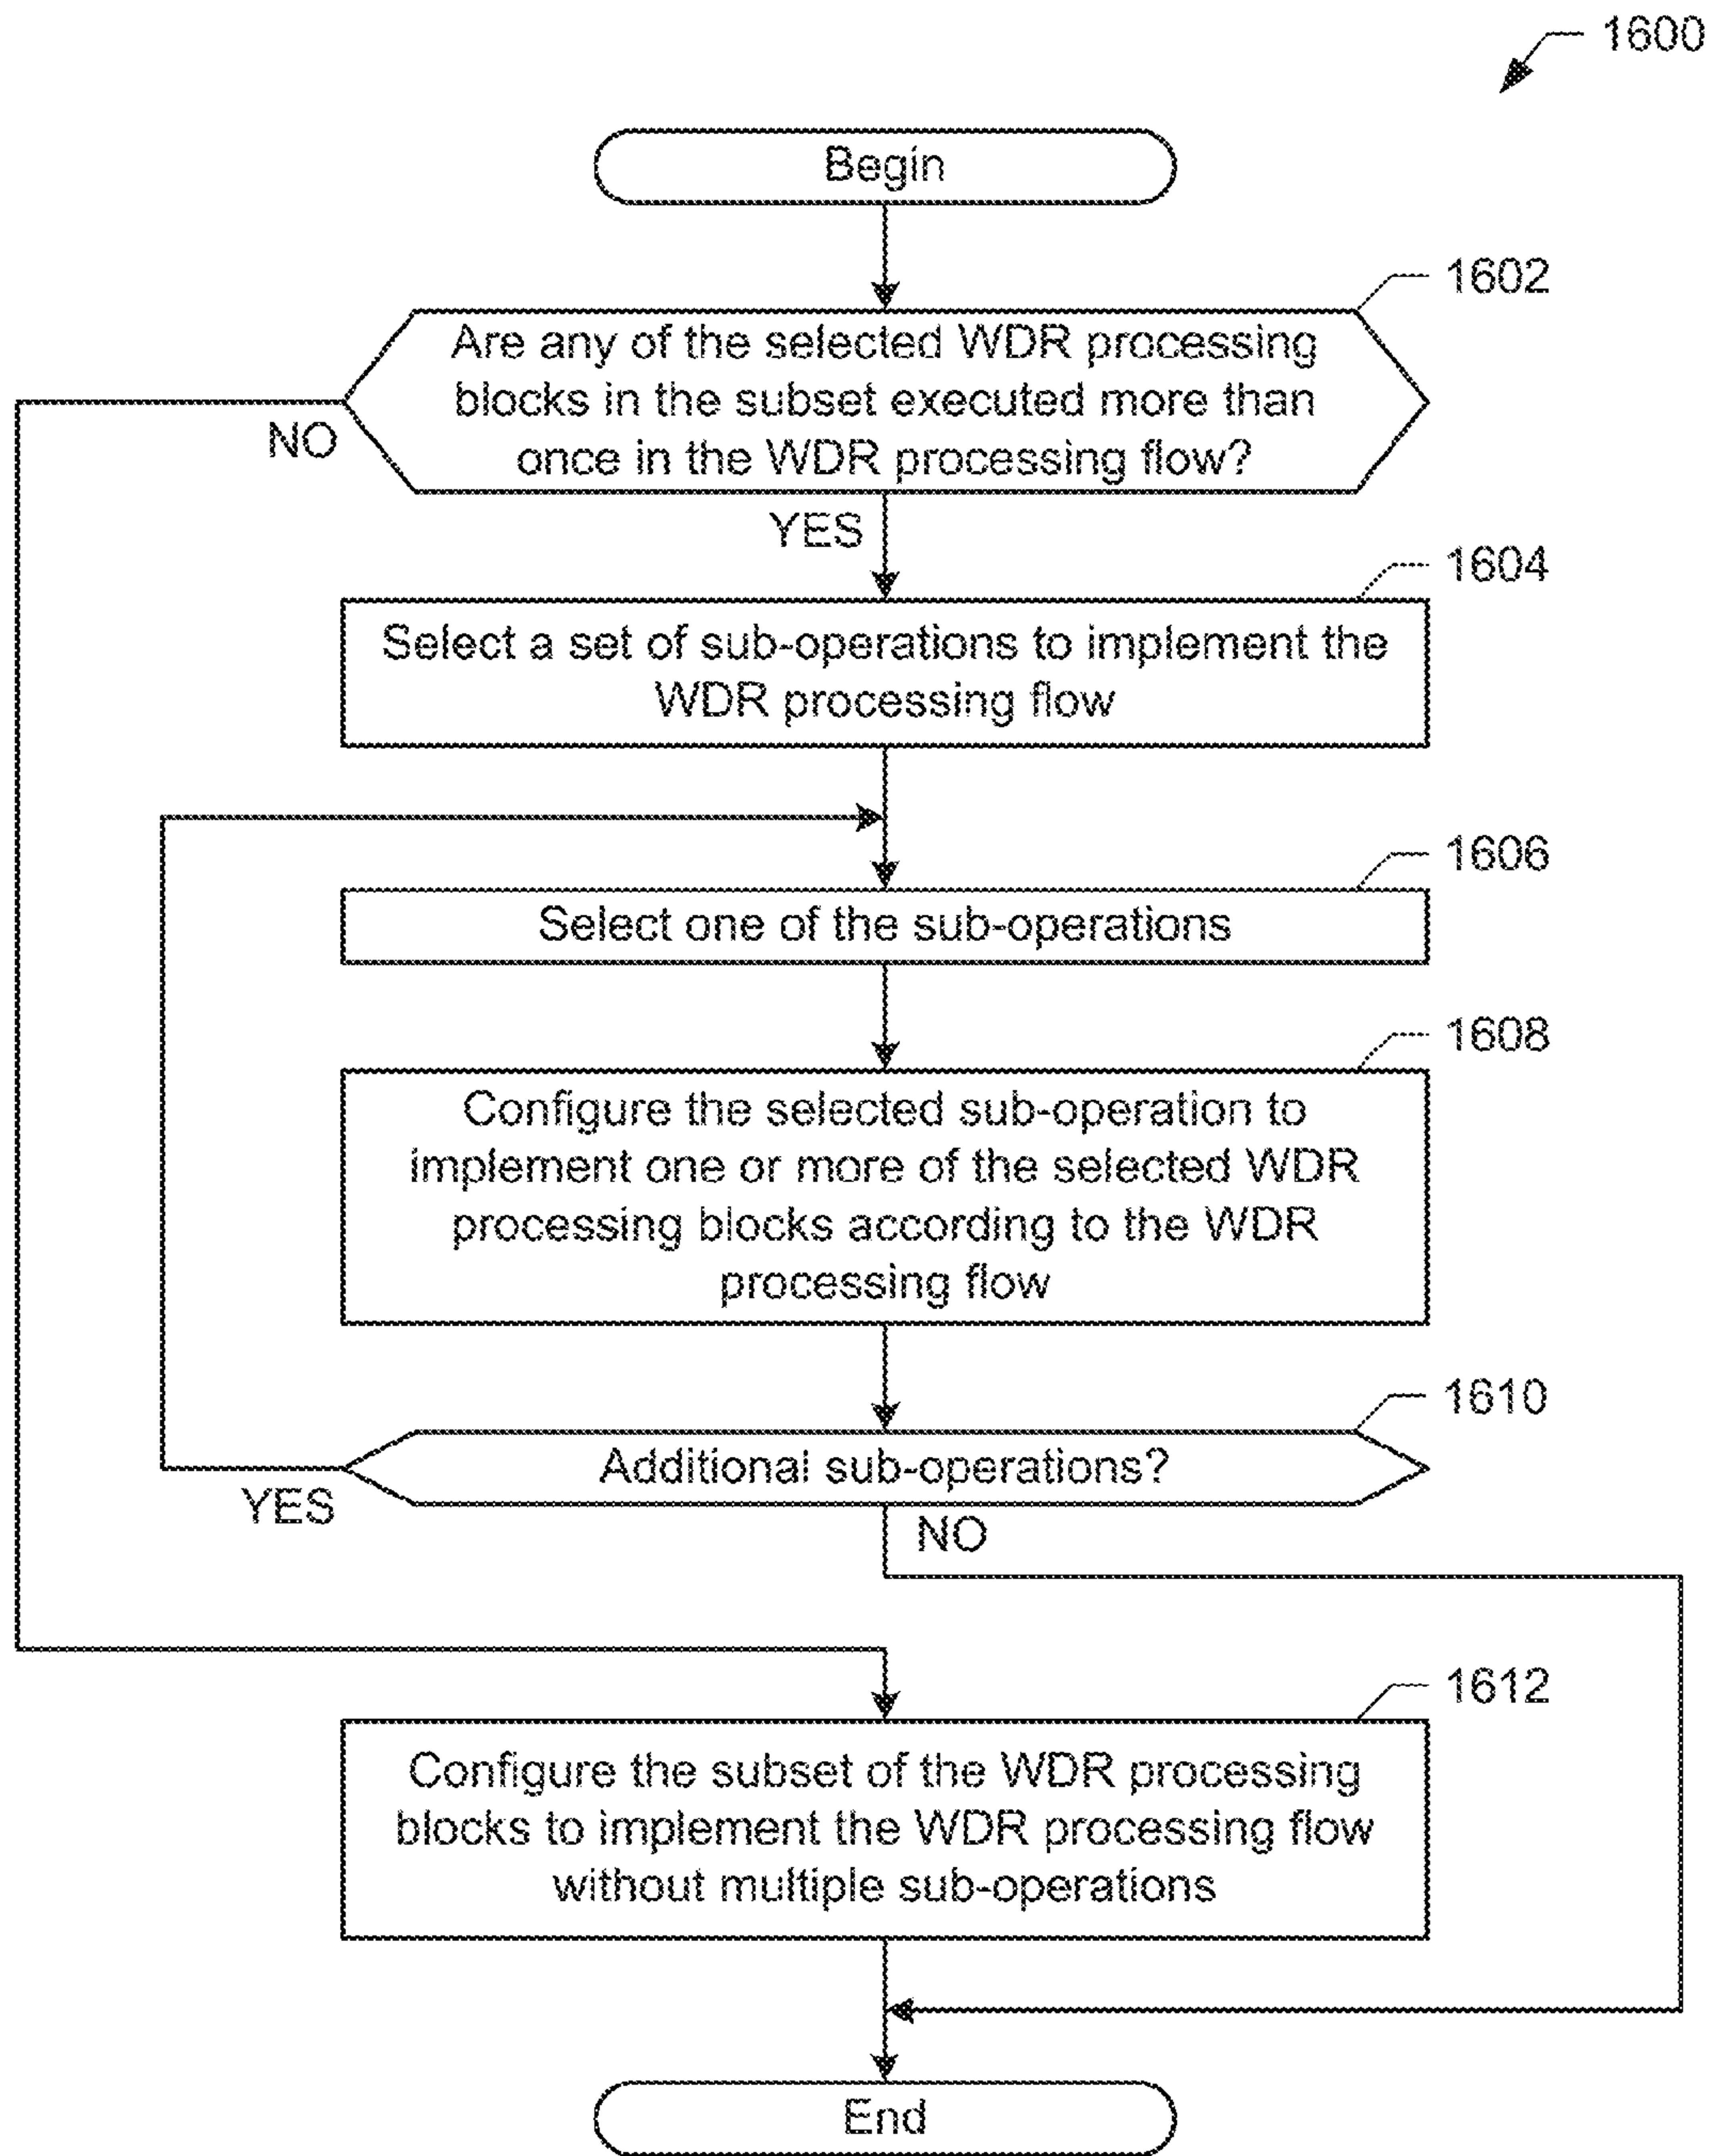 1600
Begin
1602
Are any of the selected WDR processing
blocks in the subset executed more than
once in the WDR processing flow?
NO
YES
1604
Select a set of sub-operations to implement the
WDR processing flow
1606
Select one of the sub-operations
1608
Configure the selected sub-operation to
implement one or more of the selected WDR
processing blocks according to the WDR
processing flow
1610
Additional sub-operations?
YES
NO
1612
Configure the subset of the WDR processing
blocks to implement the WDR processing flow
without multiple sub-operations
End